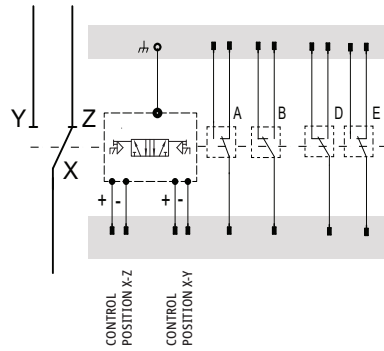 Y
Z
X
A
B
D
E
+ - + -
CONTROL
POSITION X-Z
CONTROL
POSITION X-Y